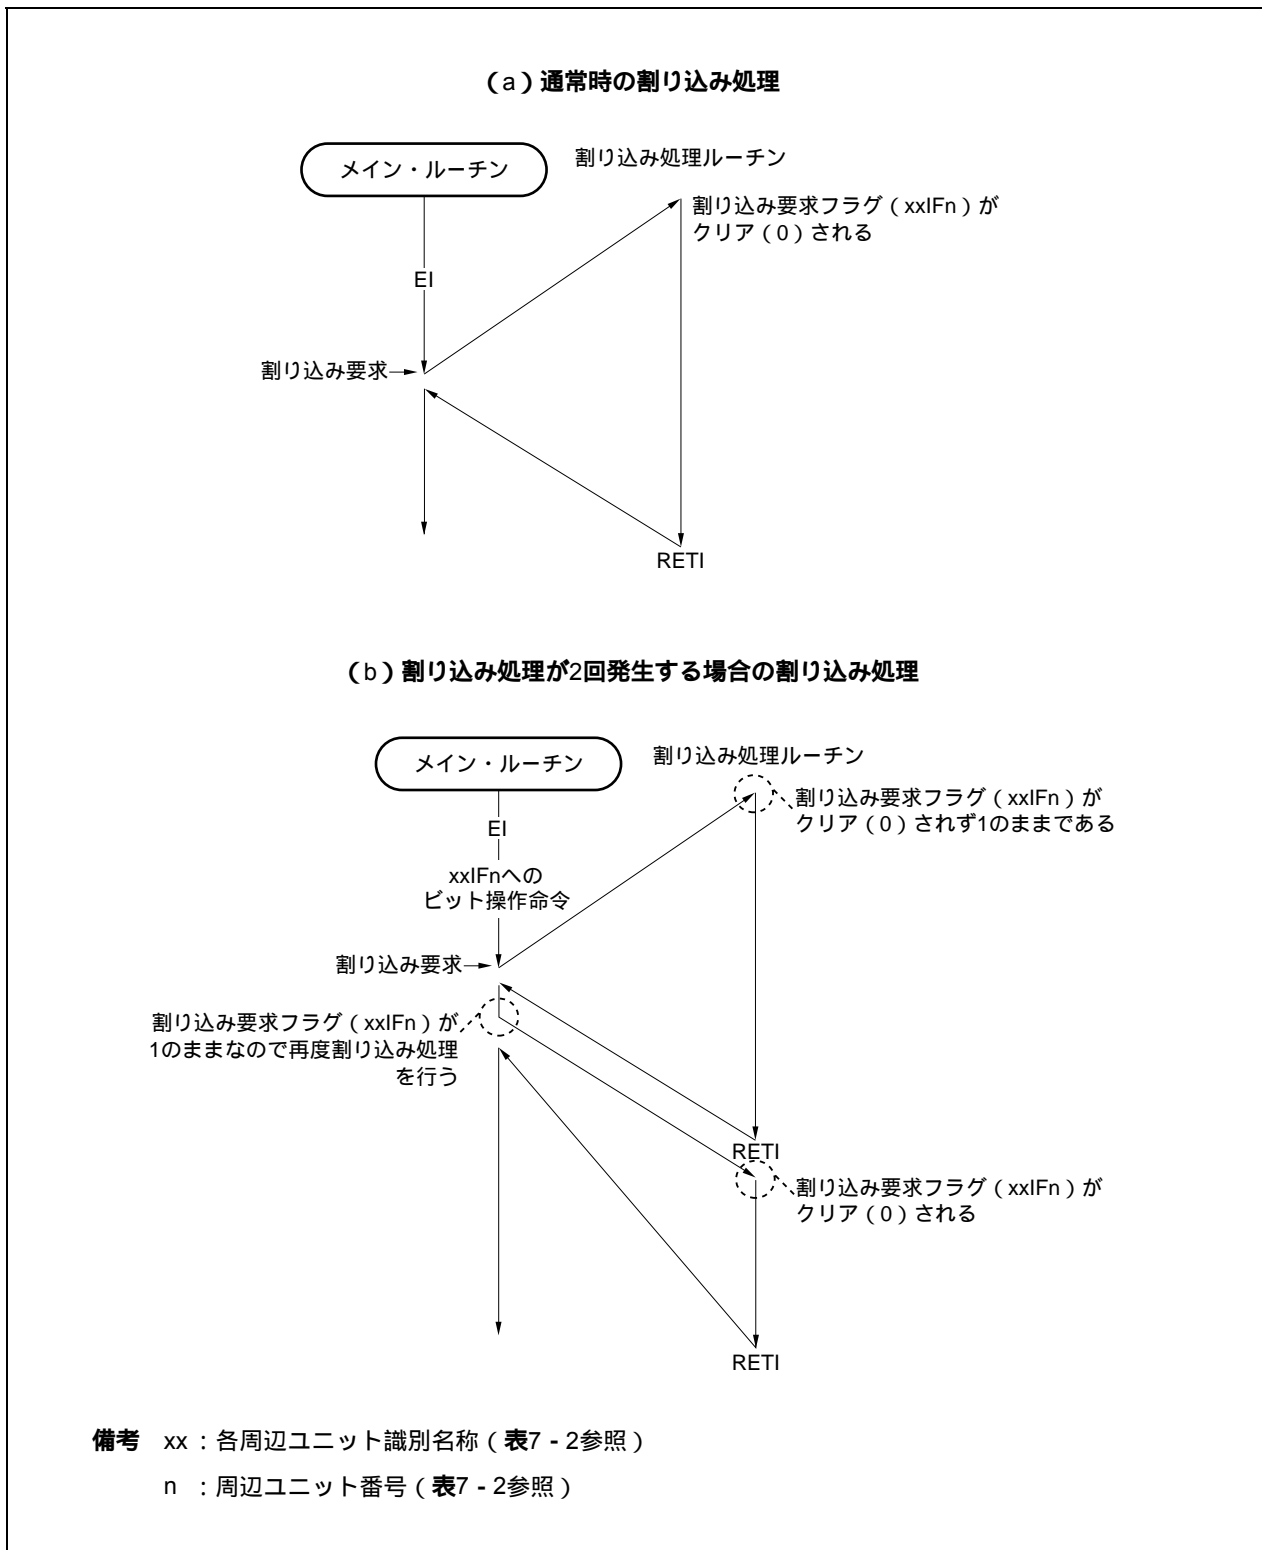 （a）通常時の割り込み処理
メイン・ルーチン
割り込み処理ルーチン
割り込み要求フラグ（xxIFn）が
クリア（0）される
EI
割り込み要求
RETI
（b）割り込み処理が2回発生する場合の割り込み処理
メイン・ルーチン
割り込み処理ルーチン
割り込み要求フラグ（xxIFn）が
クリア（0）されず1のままである
EI
xxIFnへの
ビット操作命令
割り込み要求
割り込み要求フラグ（xxIFn）が
1のままなので再度割り込み処理
を行う
RETI
割り込み要求フラグ（xxIFn）が
クリア（0）される
RETI
備考 xx：各周辺ユニット識別名称（表7-2参照）
n ：周辺ユニット番号（表7-2参照）